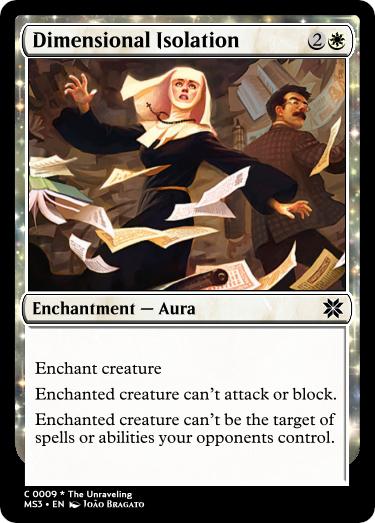 Dimensional Isolation 2
Enchantment — Aura
Enchant creature
Enchanted creature can't attack or block.
Enchanted creature can't be the target of
spells or abilities your opponents control.
C 0009 * The Unraveling
MS3 • EN João Bragato